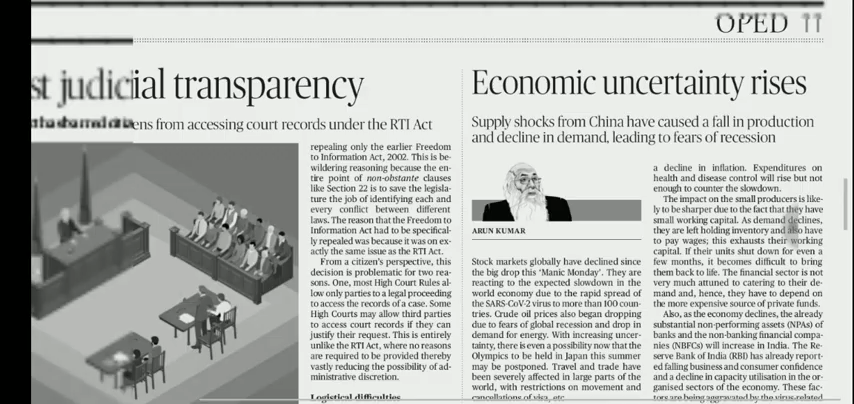 OPED 11
st judicial transparency
ens from accessing court records under the RTI Act
repealing only the earlier Freedom
to Information Act, 2002. This is be-
wildering reasoning because the en-
tire point of non-obstante clauses
like Section 22 is to save the legisla-
ture the job of identifying each and
every conflict between different
laws. The reason that the Freedom to
Information Act had to be specifical-
ly repealed was because it was on ex-
actly the same issue as the RTI Act.
From a citizen's perspective, this
decision is problematic for two rea-
sons. One, most High Court Rules al-
low only parties to a legal proceeding
to access the records of a case. Some
High Courts may allow third parties
to access court records if they can
justify their request. This is entirely
unlike the RTI Act, where no reasons
are required to be provided thereby
vastly reducing the possibility of ad-
ministrative discretion.
Logistical difficulties
Economic uncertainty rises
Supply shocks from China have caused a fall in production
and decline in demand, leading to fears of recession
ARUN KUMAR
Stock markets globally have declined since
the big drop this 'Manic Monday'. They are
reacting to the expected slowdown in the
world economy due to the rapid spread of
the SARS-CoV-2 virus to more than 100 coun-
tries. Crude oil prices also began dropping
due to fears of global recession and drop in
demand for energy. With increasing uncer-
tainty, there is even a possibility now that the
Olympics to be held in Japan this summer
may be postponed. Travel and trade have
been severely affected in large parts of the
world, with restrictions on movement and
cancellations of visa, etc.
a decline in inflation. Expenditures on
health and disease control will rise but not
enough to counter the slowdown.
The impact on the small producers is like-
ly to be sharper due to the fact that they have
small working capital. As demand declines,
they are left holding inventory and also have
to pay wages; this exhausts their working
capital. If their units shut down for even a
few months, it becomes difficult to bring
them back to life. The financial sector is not
very much attuned to catering to their de-
mand and, hence, they have to depend on
the more expensive source of private funds.
Also, as the economy declines, the already
substantial non-performing assets (NPAs) of
banks and the non-banking financial compa-
nies (NBFCs) will increase in India. The Re-
serve Bank of India (RBI) has already report-
ed falling business and consumer confidence
and a decline in capacity utilisation in the or-
ganised sectors of the economy. These fac-
tors are being aggravated by the virus-related